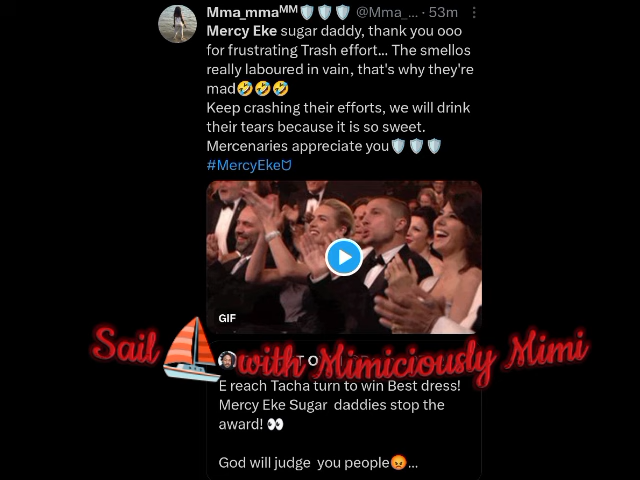 Mma_mmaᴹᴹ🛡️🛡️🛡️ @Mma_... · 53m
Mercy Eke sugar daddy, thank you ooo
for frustrating Trash effort... The smellos
really laboured in vain, that's why they're
mad🤣🤣🤣
Keep crashing their efforts, we will drink
their tears because it is so sweet.
Mercenaries appreciate you🛡️🛡️🛡️
#MercyEke
GIF
Sail with Mimiciously Mimi
E reach Tacha turn to win Best dress!
Mercy Eke Sugar daddies stop the
award! 👀
God will judge you people😡...